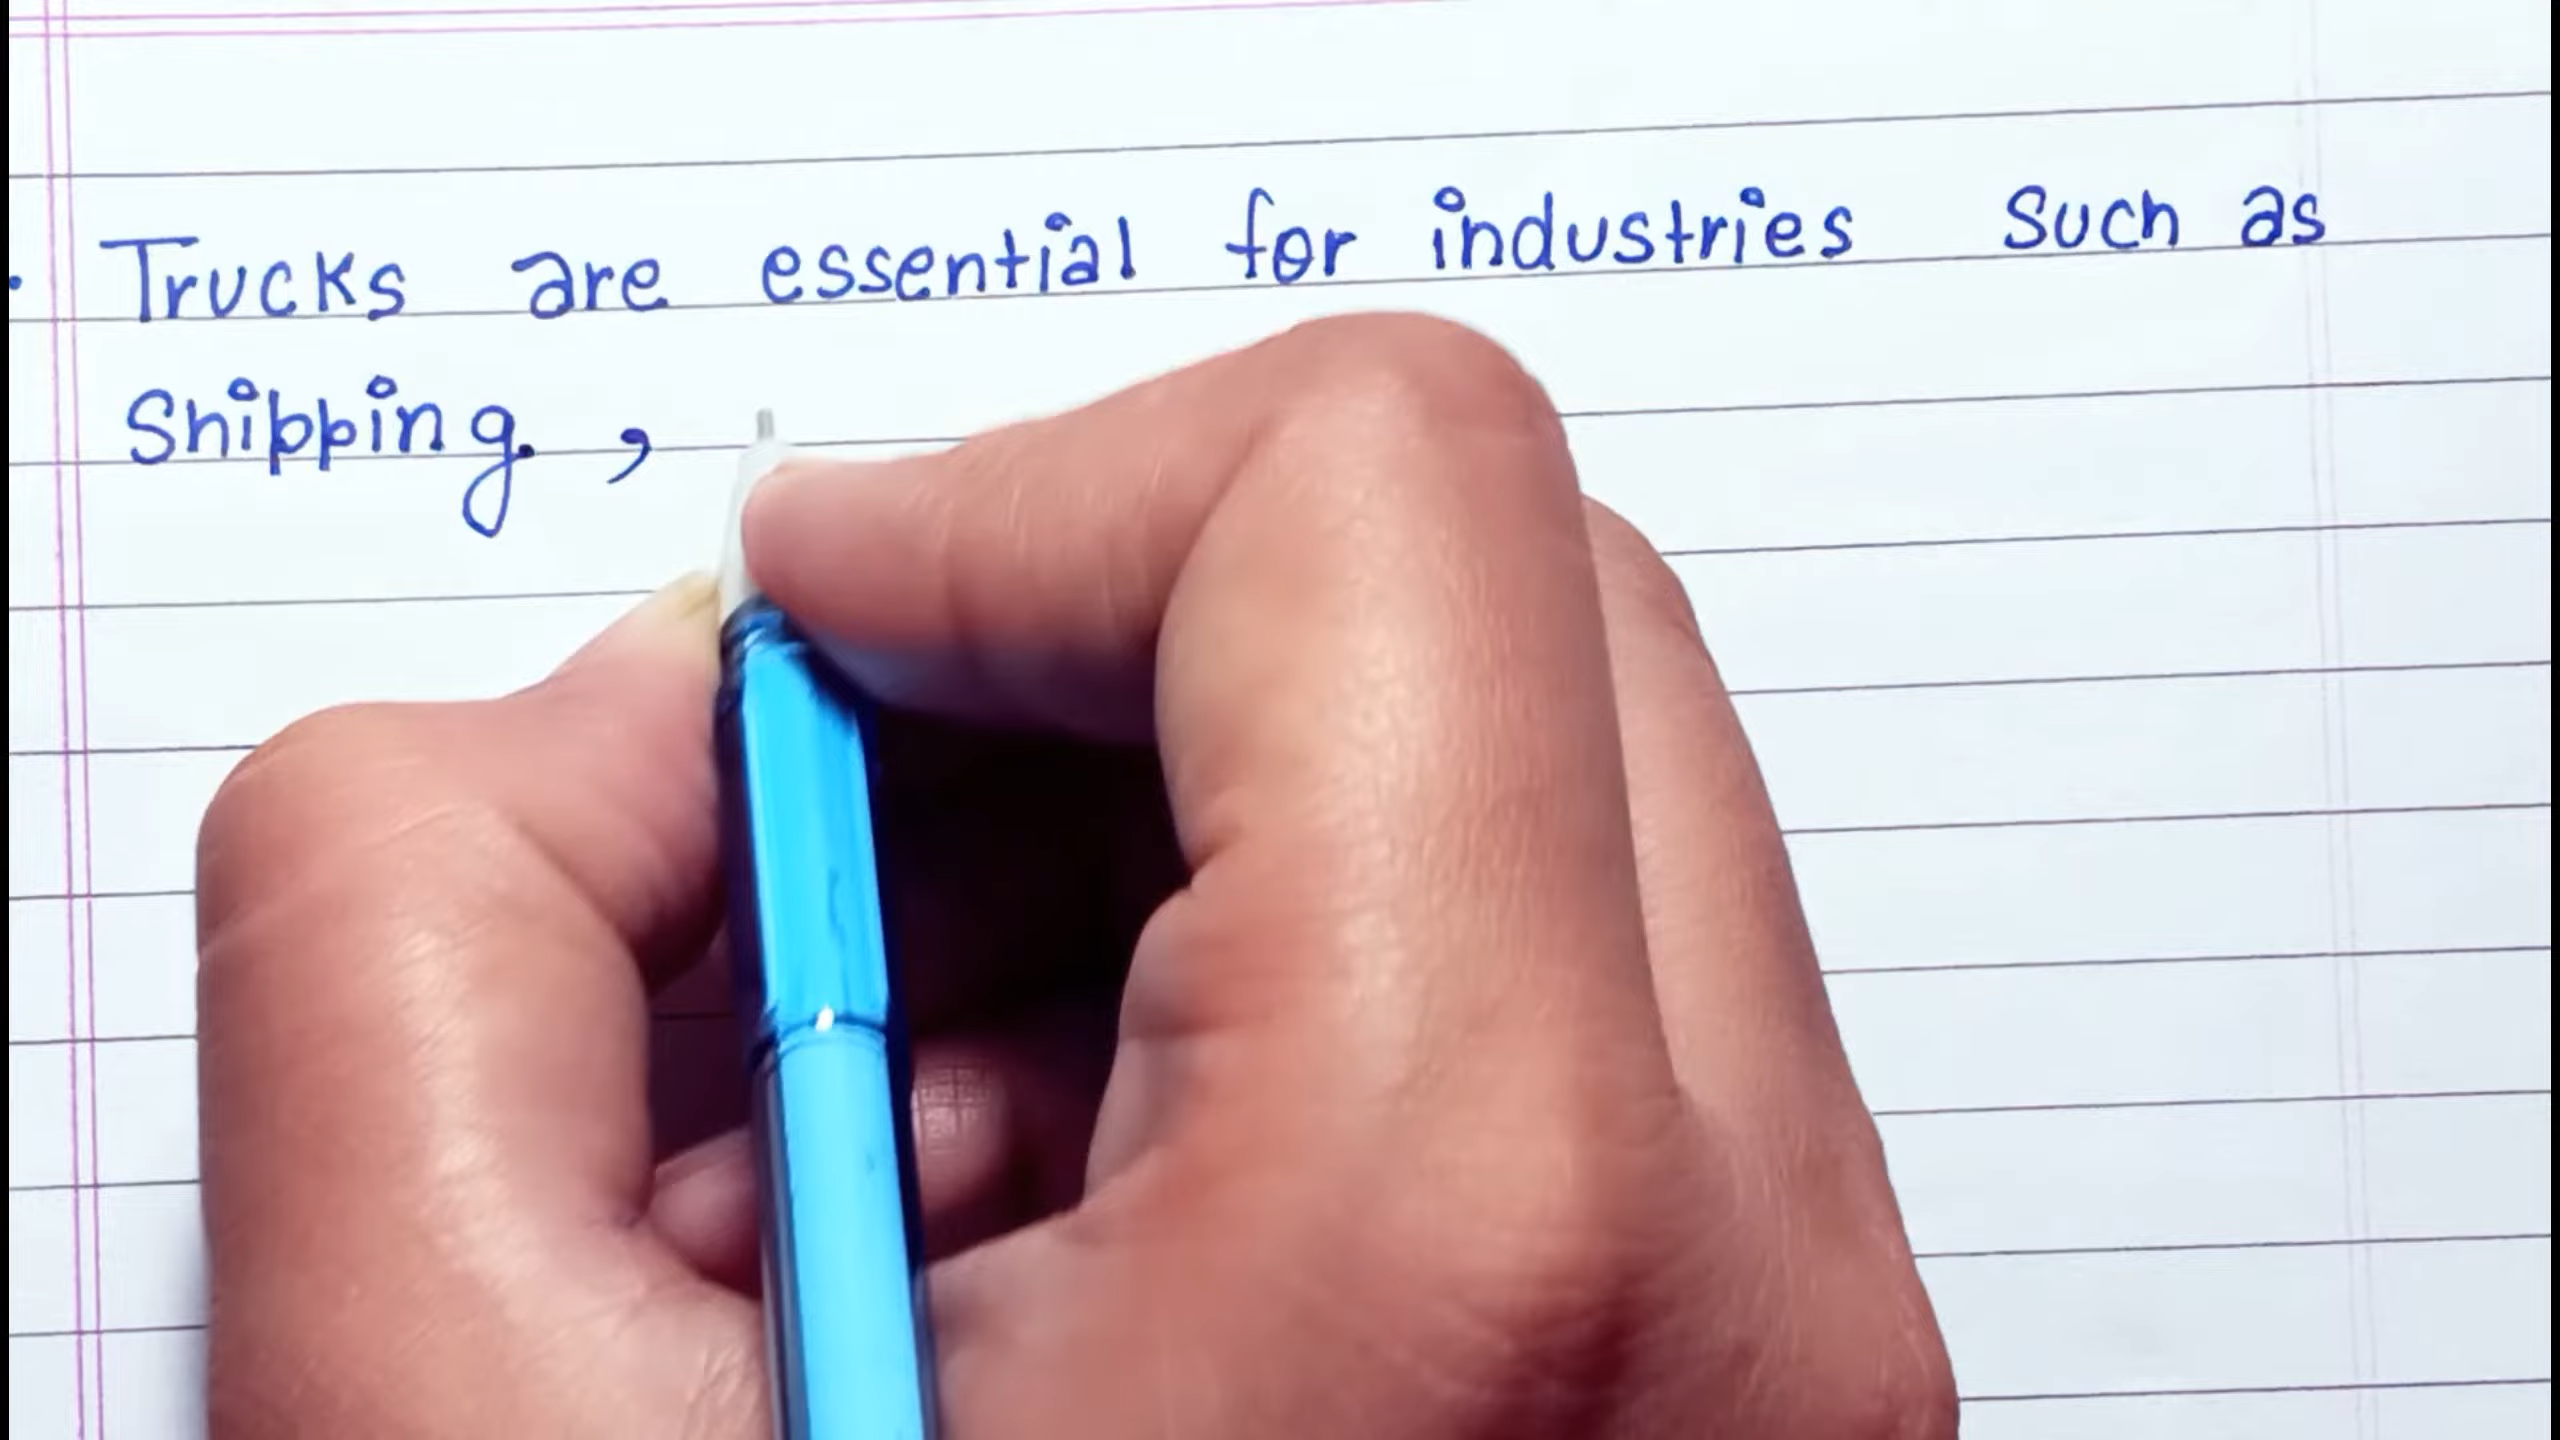 . Trucks are essential for industries Such as
Shipping. ,